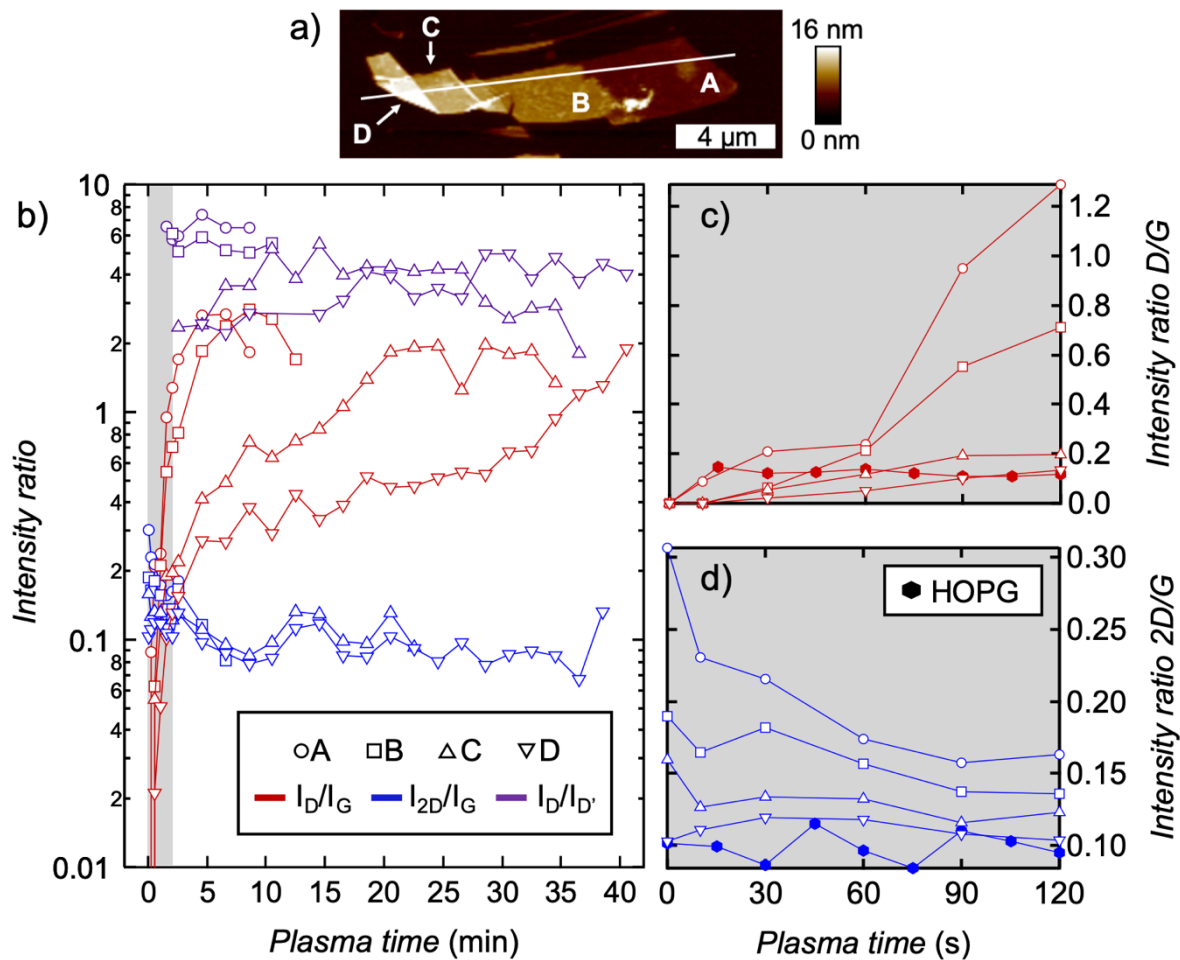 a)
C
A
B
D
4 μm
16 nm
0 nm
b)
10
8
6
4
2
1
8
6
4
2
0.1
8
6
4
2
0.01
Intensity ratio
0 5 10 15 20 25 30 35 40
Plasma time (min)
A B C D
I_D/I_G I_2D/I_G I_D/I_D'
c)
1.2
1.0
0.8
0.6
0.4
0.2
0.0
Intensity ratio D/G
d)
HOPG
0.30
0.25
0.20
0.15
0.10
Intensity ratio 2D/G
0 30 60 90 120
Plasma time (s)